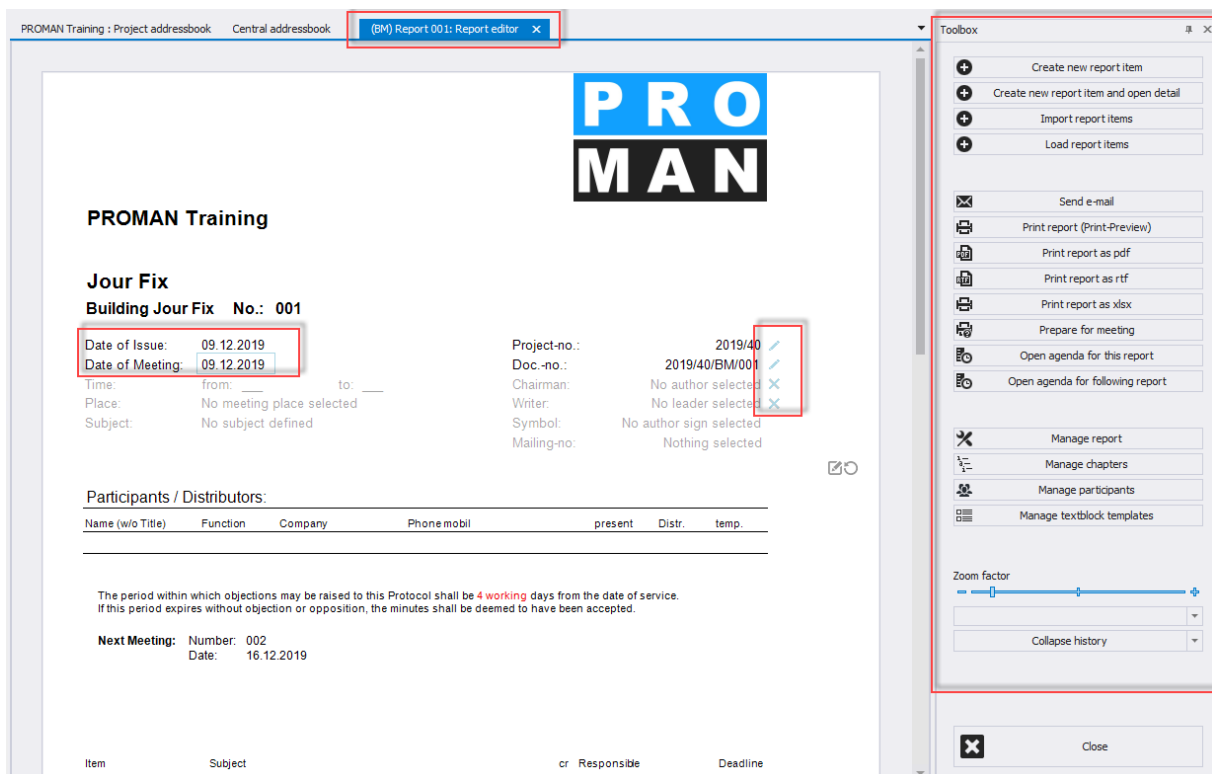 PROMAN Training : Project addressbook Central addressbook (BM) Report 001: Report editor
PRO
MAN
PROMAN Training
Jour Fix
Building Jour Fix No.: 001
Date of Issue: 09.12.2019
Date of Meeting: 09.12.2019
Time: from: ___ to: ___
Place: No meeting place selected
Subject: No subject defined
Project-no.: 2019/40
Doc.-no.: 2019/40/BM/001
Chairman: No author selected
Writer: No leader selected
Symbol: No author sign selected
Mailing-no: Nothing selected
Participants / Distributors:
Name (w/o Title) Function Company Phone mobil present Distr. temp.
The period within which objections may be raised to this Protocol shall be 4 working days from the date of service.
If this period expires without objection or opposition, the minutes shall be deemed to have been accepted.
Next Meeting: Number: 002
Date: 16.12.2019
Item Subject cr Responsible Deadline
Toolbox
Create new report item
Create new report item and open detail
Import report items
Load report items
Send e-mail
Print report (Print-Preview)
Print report as pdf
Print report as rtf
Print report as xlsx
Prepare for meeting
Open agenda for this report
Open agenda for following report
Manage report
Manage chapters
Manage participants
Manage textblock templates
Zoom factor
Collapse history
Close